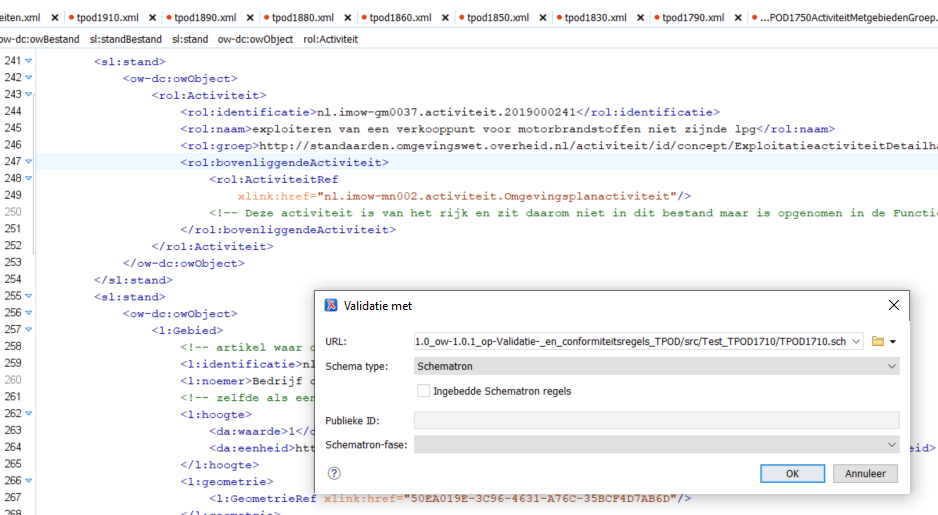 eiten.xml tpod1910.xml tpod1890.xml tpod1880.xml tpod1860.xml tpod1850.xml tpod1830.xml tpod1790.xml ...POD1750ActiviteitMetgebiedenGroep.
ow-dc:owBestand sl:standBestand sl:stand ow-dc:owObject rol:Activiteit
241 <sl:stand>
242 <ow-dc:owObject>
243 <rol:Activiteit>
244 <rol:identificatie>nl.imow-gm0037.activiteit.2019000241</rol:identificatie>
245 <rol:naam>exploiteren van een verkooppunt voor motorbrandstoffen niet zijnde lpg</rol:naam>
246 <rol:groep>http://standaarden.omgevingswet.overheid.nl/activiteit/id/concept/ExploitatieactiviteitDetailha
247 <rol:bovenliggendeActiviteit>
248 <rol:ActiviteitRef
249 xlink:href="nl.imow-mn002.activiteit.Omgevingsplanactiviteit"/>
250 <!-- Deze activiteit is van het rijk en zit daarom niet in dit bestand maar is opgenomen in de Functi
251 </rol:bovenliggendeActiviteit>
252 </rol:Activiteit>
253 </ow-dc:owObject>
254 </sl:stand>
255 <sl:stand>
256 <ow-dc:owObject>
257 <l:Gebied>
258 <!-- artikel waar d
259 <l:identificatie>nl
260 <l:noemer>Bedrijf c
261 <!-- zelfde als een
262 <l:hoogte>
263 <da:waarde>1</d
264 <da:eenheid>htt eid>
265 </l:hoogte>
266 <l:geometrie>
267 <l:GeometrieRef xlink:href="50EA019E-3C96-4631-A76C-35BCF4D7AB6D"/>
268 </l:geometrie>
Validatie met
URL: 1.0_ow-1.0.1_op-Validatie-_en_conformiteitsregels_TPOD/src/Test_TPOD1710/TPOD1710.sch
Schema type: Schematron
Ingebedde Schematron regels
Publieke ID:
Schematron-fase:
? OK Annuleer